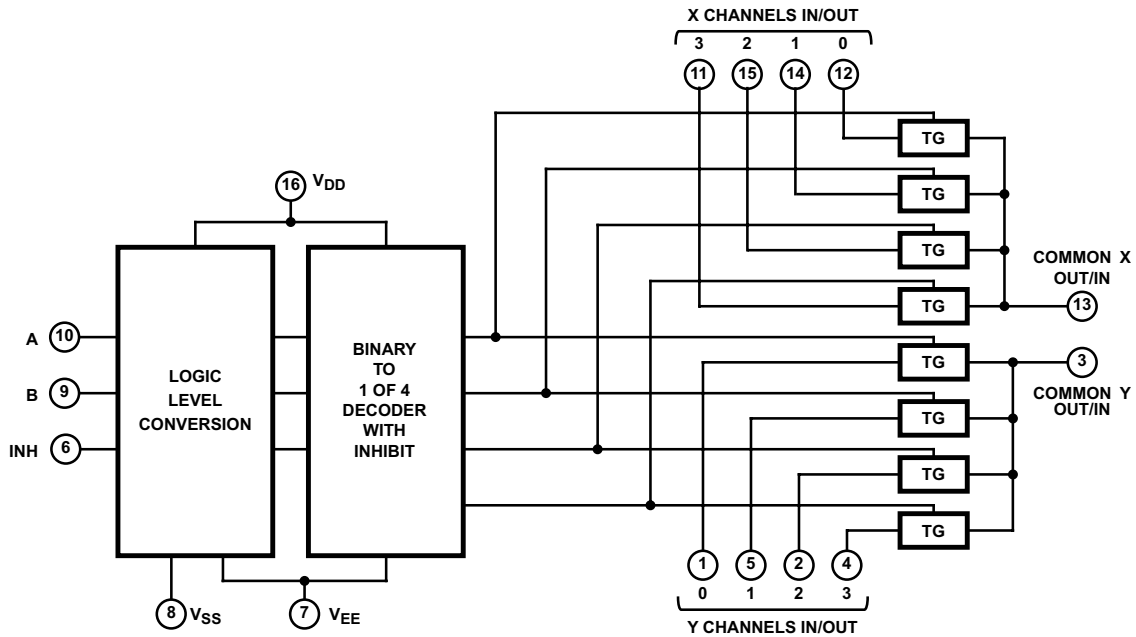 X CHANNELS IN/OUT
3 2 1 0
11 15 14 12
TG
16 VDD
TG
TG
COMMON X
OUT/IN
TG
13
A 10
LOGIC
LEVEL
CONVERSION
BINARY
TO
1 OF 4
DECODER
WITH
INHIBIT
TG
3
B 9
COMMON Y
OUT/IN
TG
INH 6
TG
TG
1 5 2 4
0 1 2 3
8 VSS
7 VEE
Y CHANNELS IN/OUT